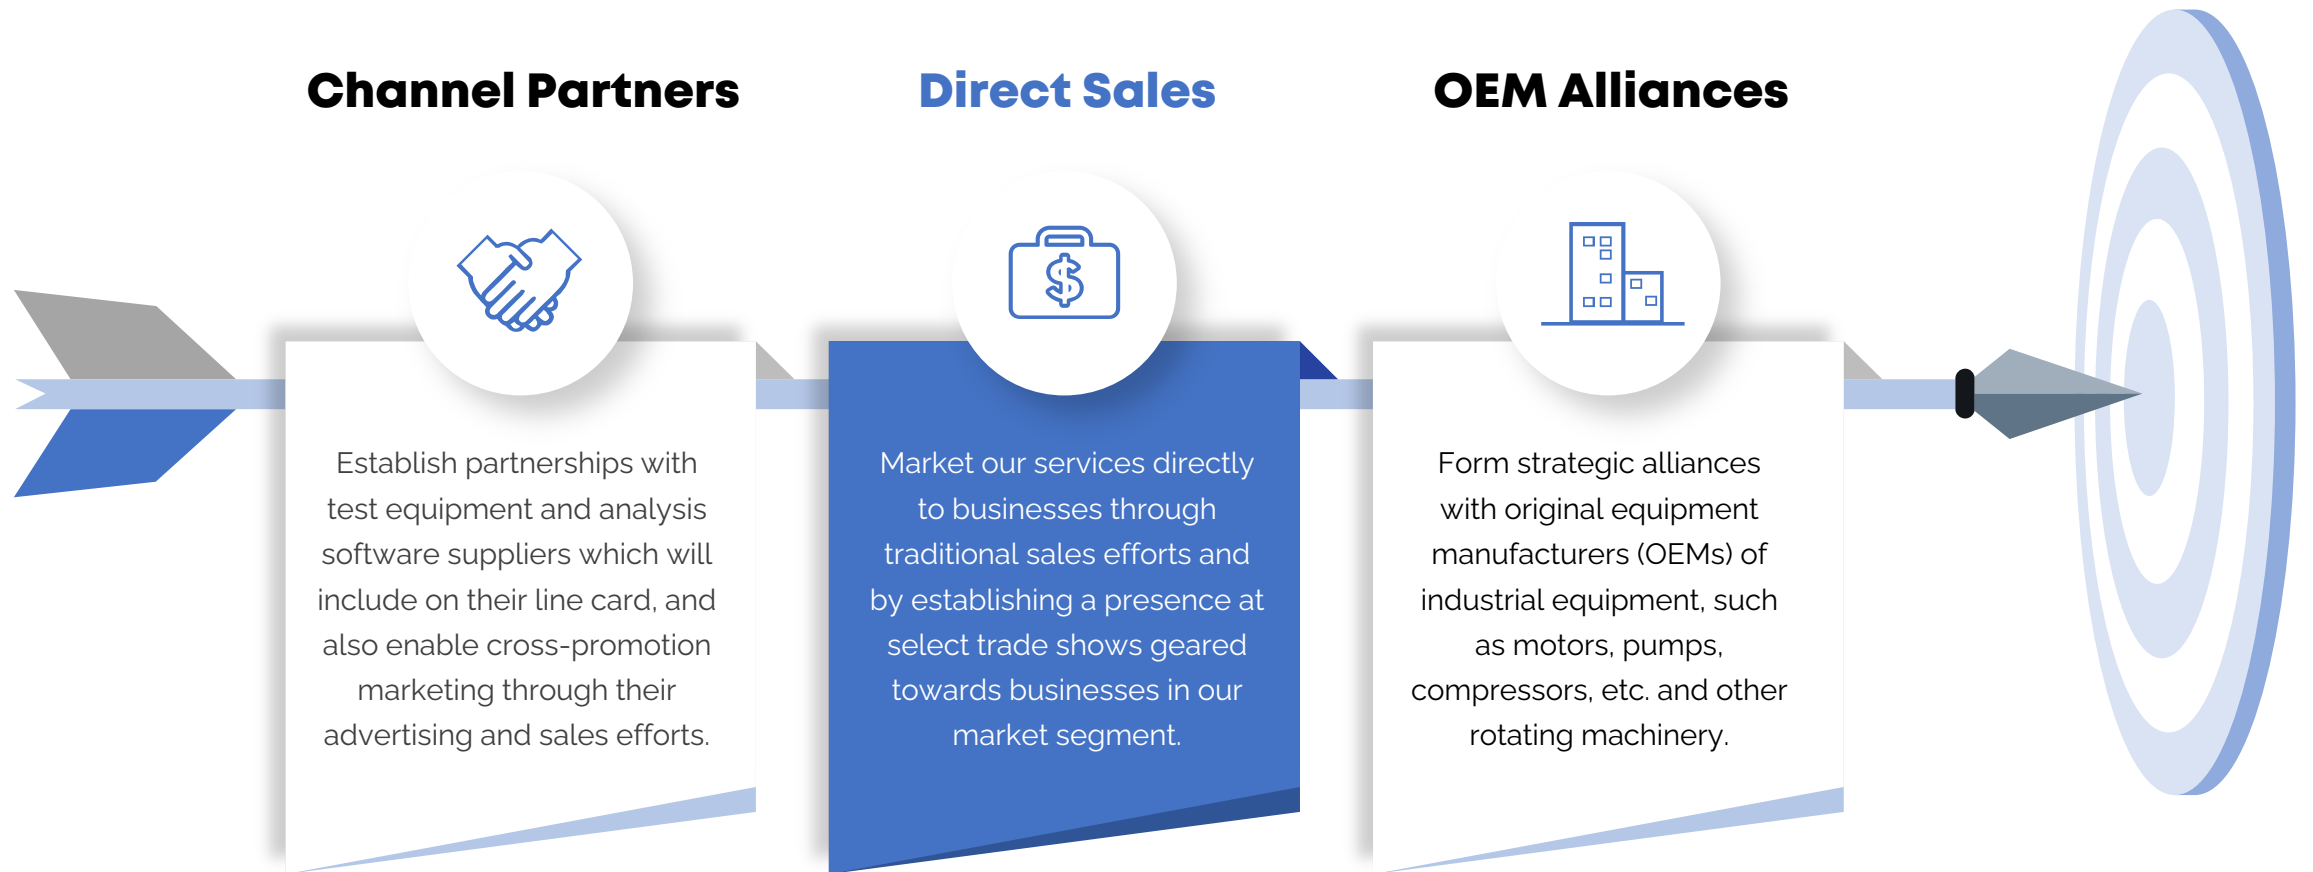 Channel Partners
Establish partnerships with
test equipment and analysis
software suppliers which will
include on their line card, and
also enable cross-promotion
marketing through their
advertising and sales efforts.
Direct Sales
$
Market our services directly
to businesses through
traditional sales efforts and
by establishing a presence at
select trade shows geared
towards businesses in our
market segment.
OEM Alliances
Form strategic alliances
with original equipment
manufacturers (OEMs) of
industrial equipment, such
as motors, pumps,
compressors, etc. and other
rotating machinery.